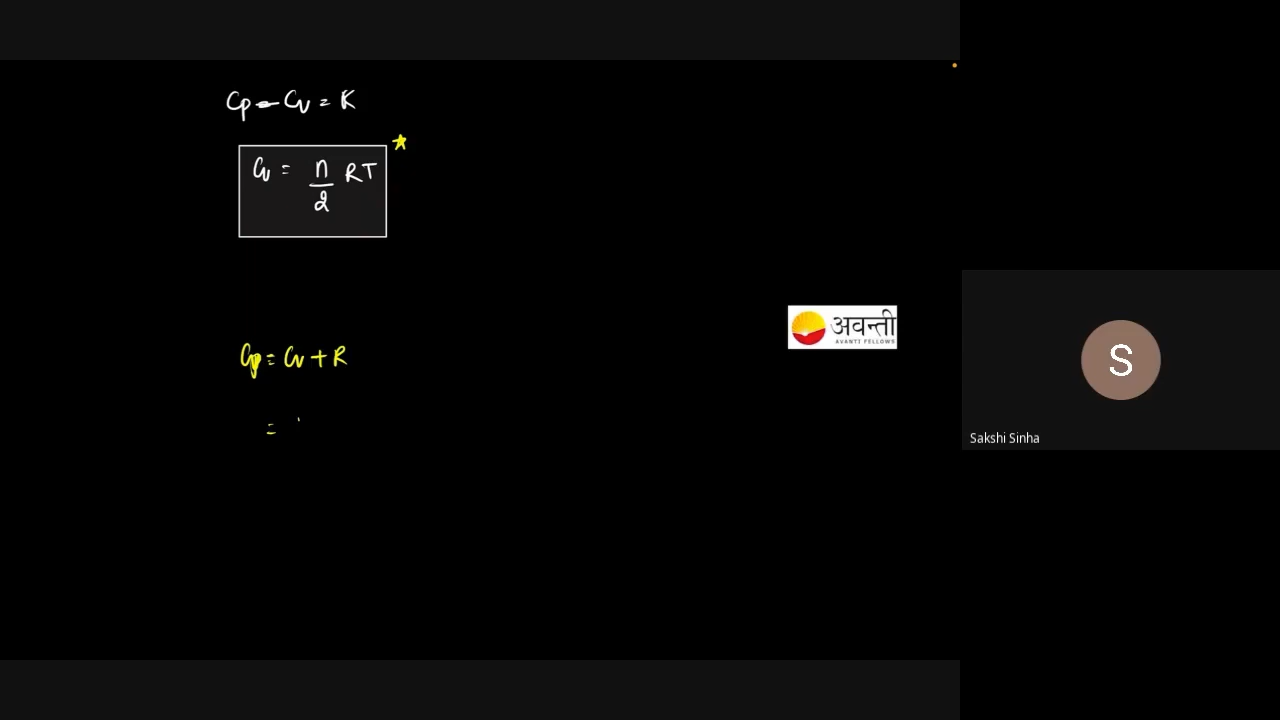 Cp - Cv = R
Cv = n/2 RT
Cp = Cv + R
=
अवन्ती
AVANTI FELLOWS
S
Sakshi Sinha